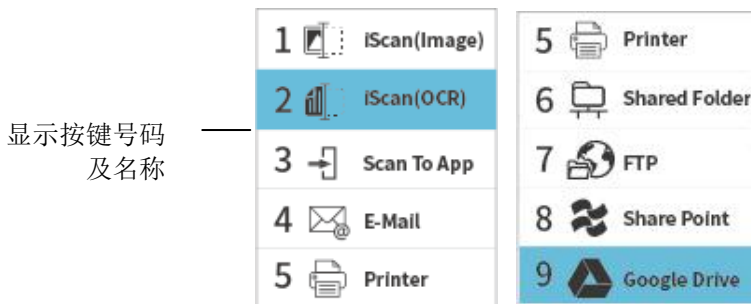 显示按键号码
及名称
1 iScan(Image)
2 iScan(OCR)
3 Scan To App
4 E-Mail
5 Printer
5 Printer
6 Shared Folder
7 FTP
8 Share Point
9 Google Drive